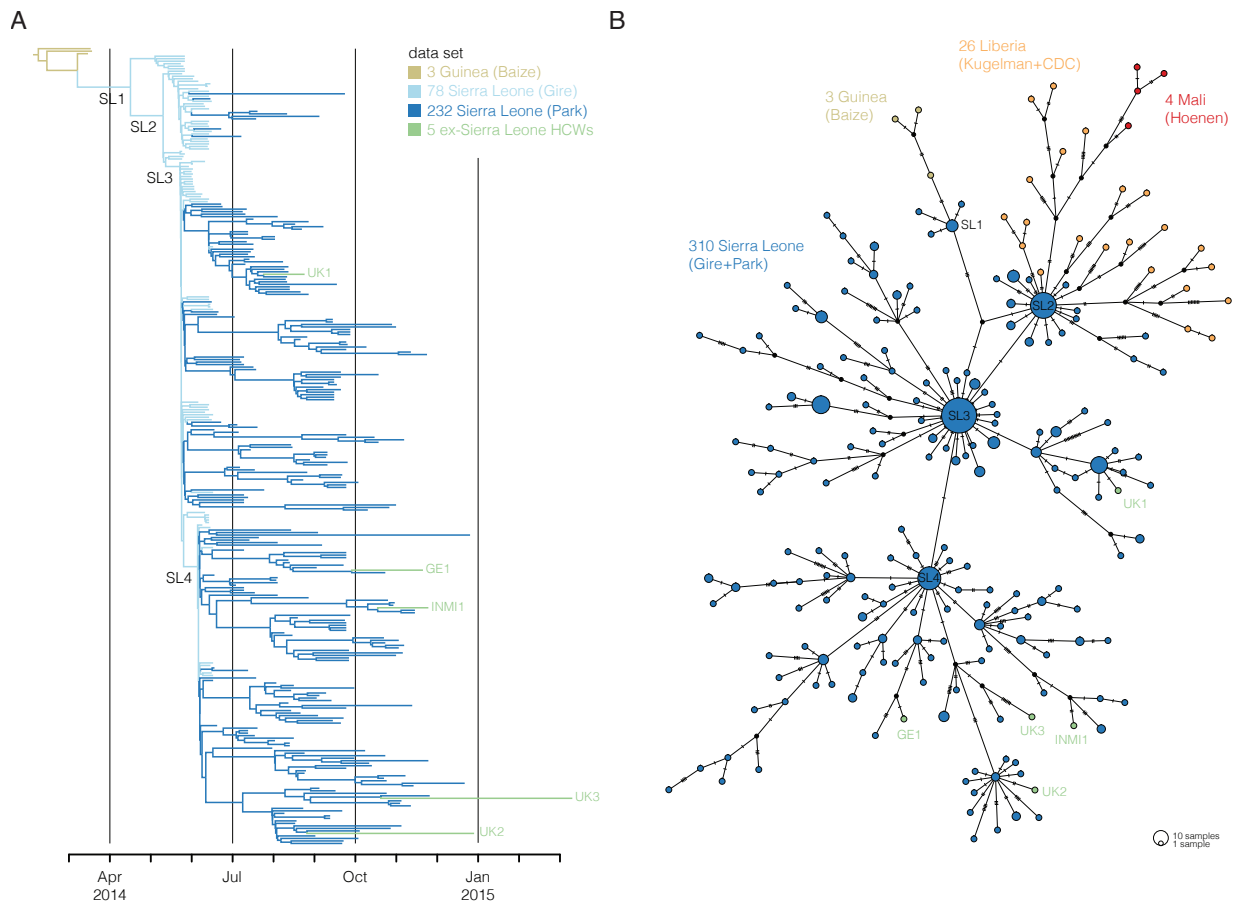 A
data set
3 Guinea (Baize)
78 Sierra Leone (Gire)
232 Sierra Leone (Park)
5 ex-Sierra Leone HCWs
SL1
SL2
SL3
UK1
SL4
GE1
INMI1
UK3
UK2
Apr
2014
Jul
Oct
Jan
2015
B
26 Liberia
(Kugelman+CDC)
4 Mali
(Hoenen)
3 Guinea
(Baize)
SL1
310 Sierra Leone
(Gire+Park)
SL2
SL3
UK1
SL4
GE1
UK3
INMI1
UK2
10 samples
1 sample